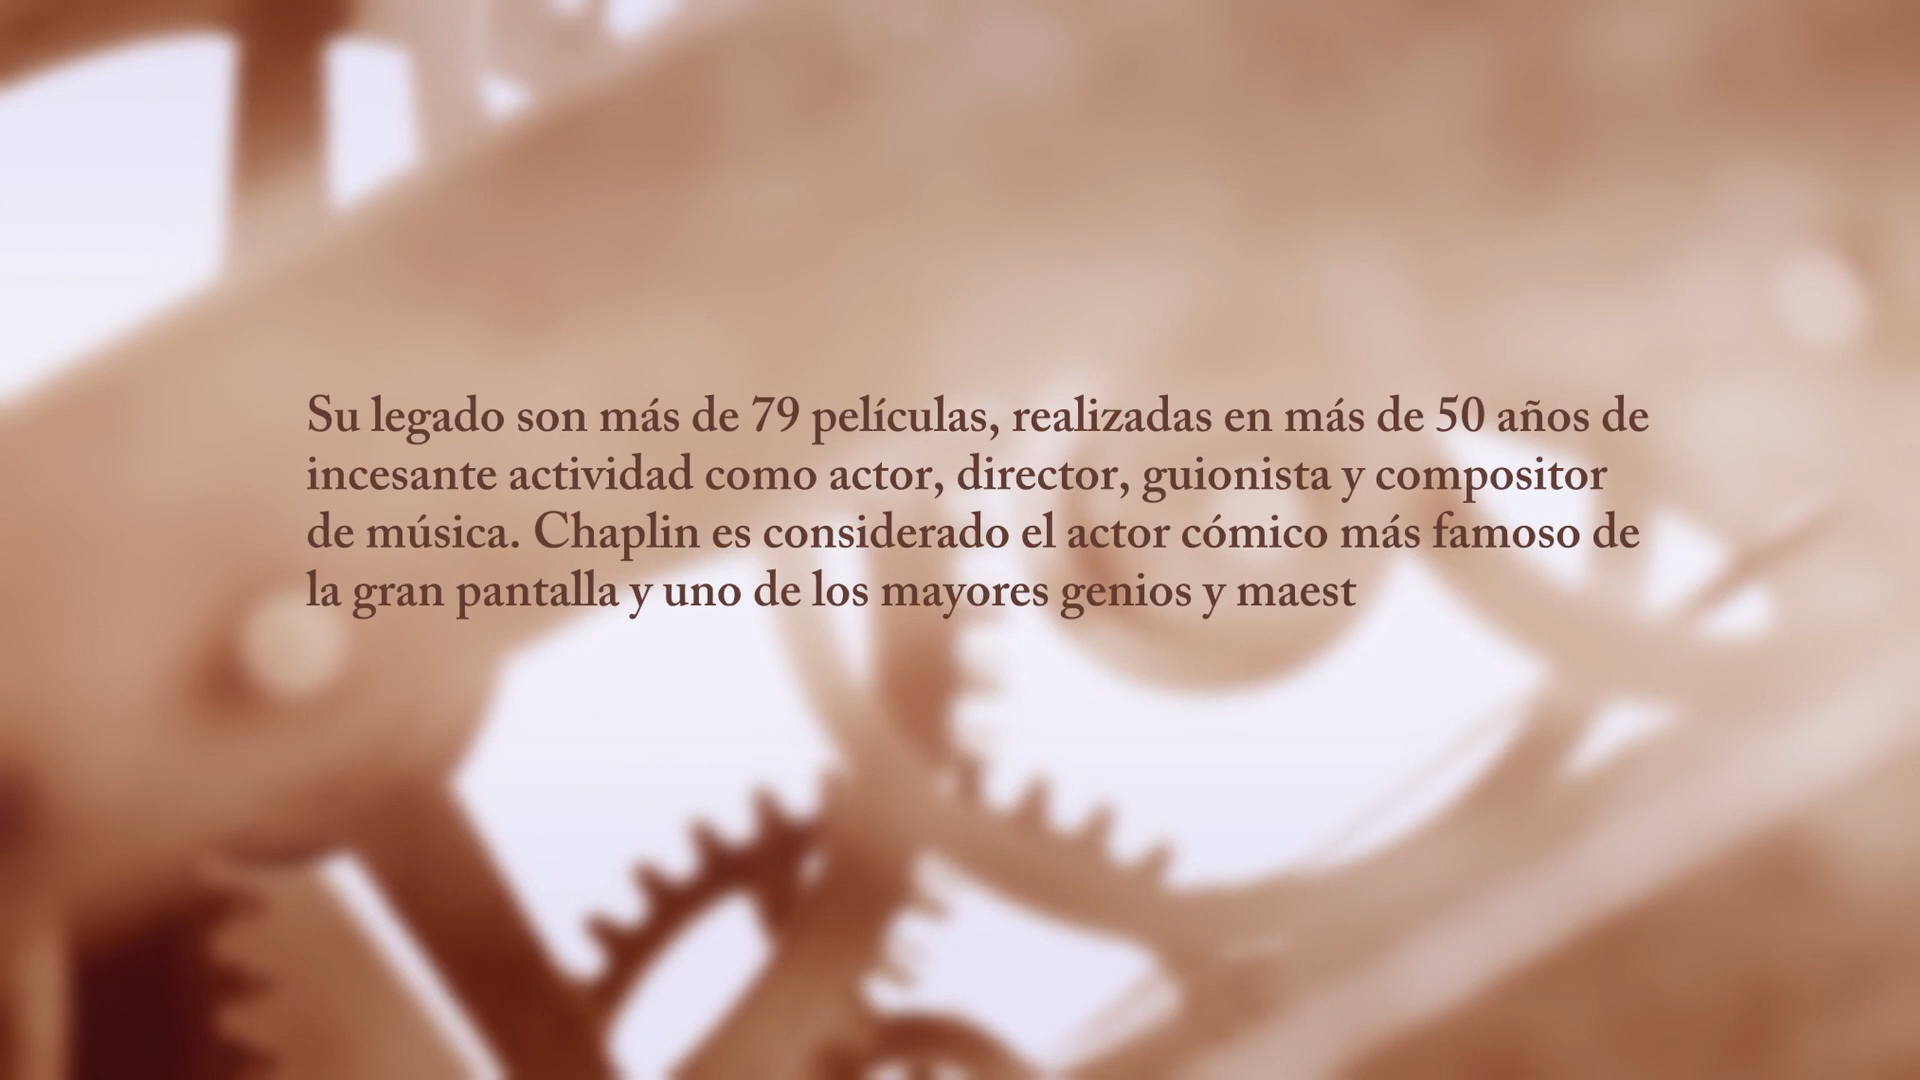 Su legado son más de 79 películas, realizadas en más de 50 años de
incesante actividad como actor, director, guionista y compositor
de música. Chaplin es considerado el actor cómico más famoso de
la gran pantalla y uno de los mayores genios y maest